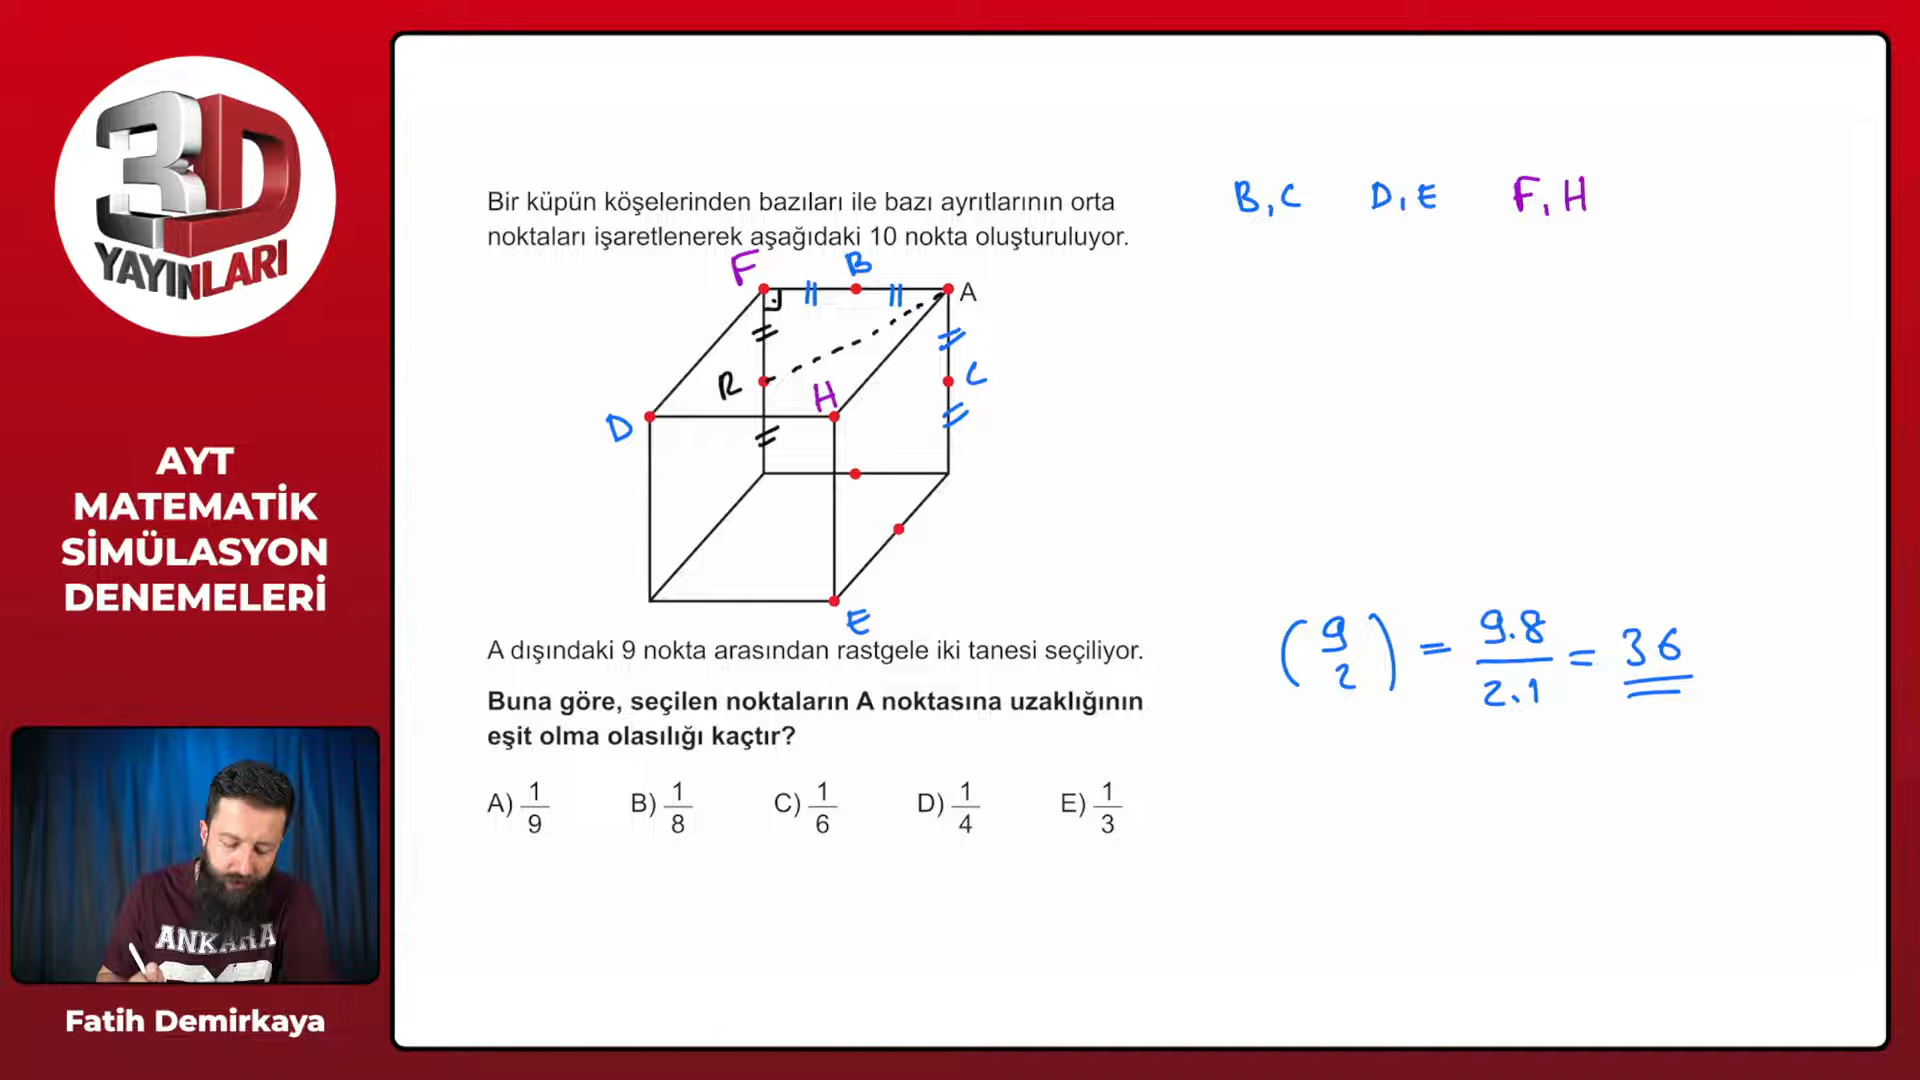 3D
YAYINLARI
AYT
MATEMATİK
SİMÜLASYON
DENEMELERİ
ANKARA
Fatih Demirkaya
Bir küpün köşelerinden bazıları ile bazı ayrıtlarının orta
noktaları işaretlenerek aşağıdaki 10 nokta oluşturuluyor.
F
B
A
R
H
C
D
E
A dışındaki 9 nokta arasından rastgele iki tanesi seçiliyor.
Buna göre, seçilen noktaların A noktasına uzaklığının
eşit olma olasılığı kaçtır?
A) 1/9 B) 1/8 C) 1/6 D) 1/4 E) 1/3
B, C D, E F, H
(9 2) = 9.8/2.1 = 36